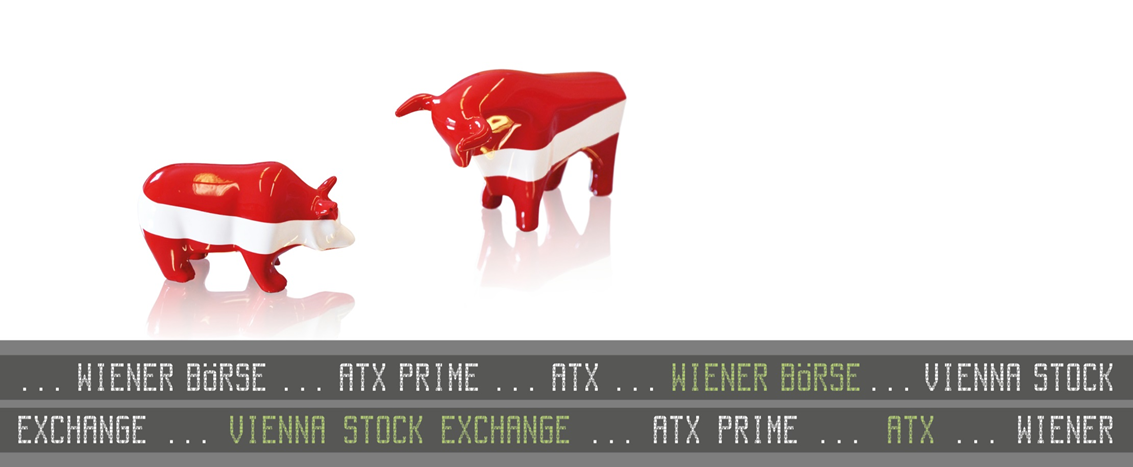 ... WIENER BöRSE ... ATX PRIME ... ATX ... WIENER BöRSE ... VIENNA STOCK
EXCHANGE ... VIENNA STOCK EXCHANGE ... ATX PRIME ... ATX ... WIENER